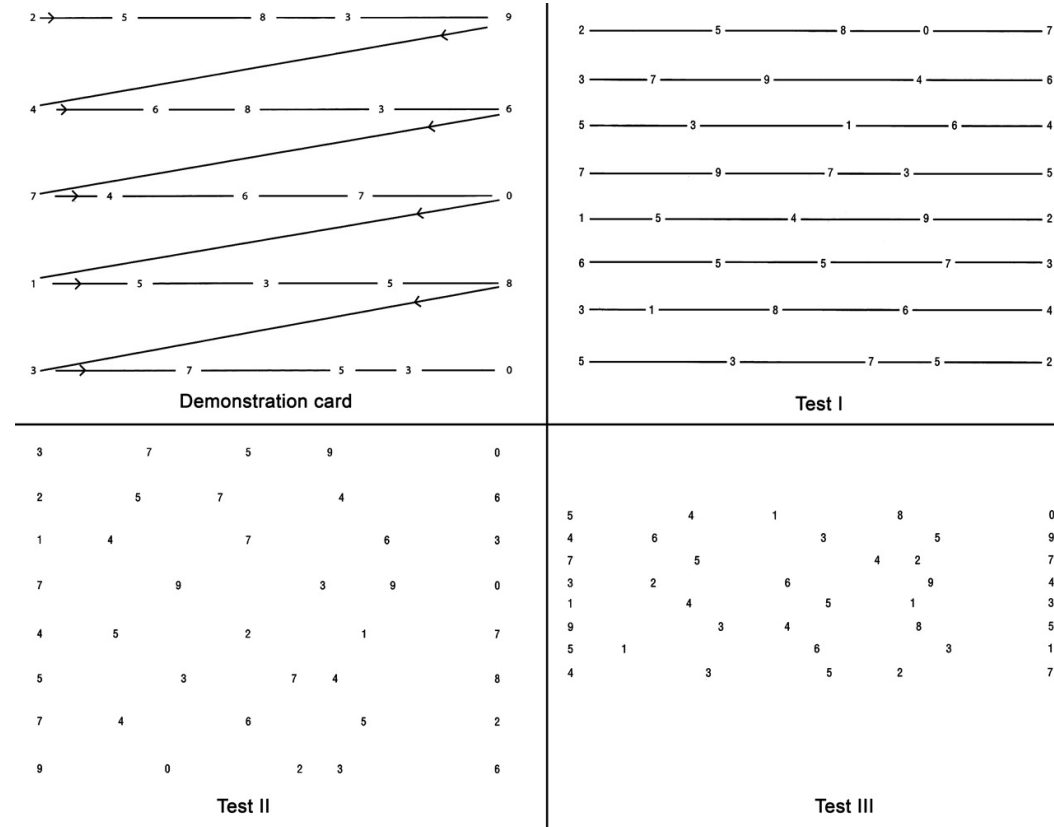 2 5 8 3 9
4 6 8 3 6
7 4 6 7 0
1 5 3 5 8
3 7 5 3 0
Demonstration card
2 5 8 0 7
3 7 9 4 6
5 3 1 6 4
7 9 7 3 5
1 5 4 9 2
6 5 5 7 3
3 1 8 6 4
5 3 7 5 2
Test I
3 7 5 9 0
2 5 7 4 6
1 4 7 6 3
7 9 3 9 0
4 5 2 1 7
5 3 7 4 8
7 4 6 5 2
9 0 2 3 6
Test II
5 4 1 8 0
4 6 3 5 9
7 5 4 2 7
3 2 6 9 4
1 4 5 1 3
9 3 4 8 5
5 1 6 3 1
4 3 5 2 7
Test III